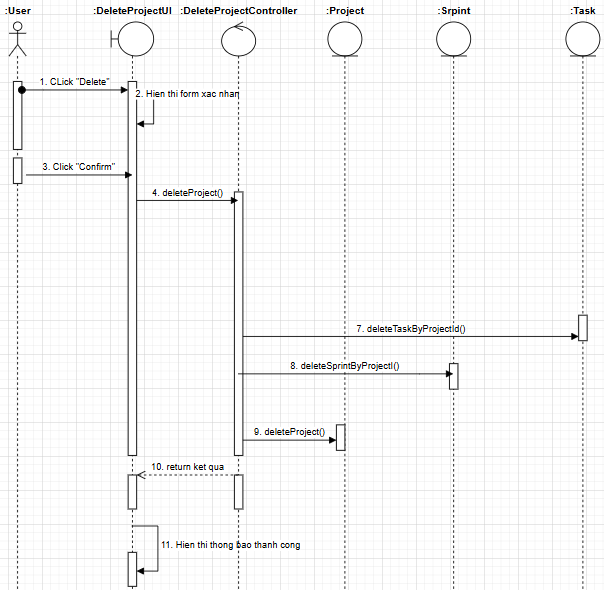 :User
:DeleteProjectUI
:DeleteProjectController
:Project
:Srpint
:Task
1. CLick "Delete"
2. Hien thi form xac nhan
3. Click "Confirm"
4. deleteProject()
7. deleteTaskByProjectId()
8. deleteSprintByProjectI()
9. deleteProject()
10. return ket qua
11. Hien thi thong bao thanh cong